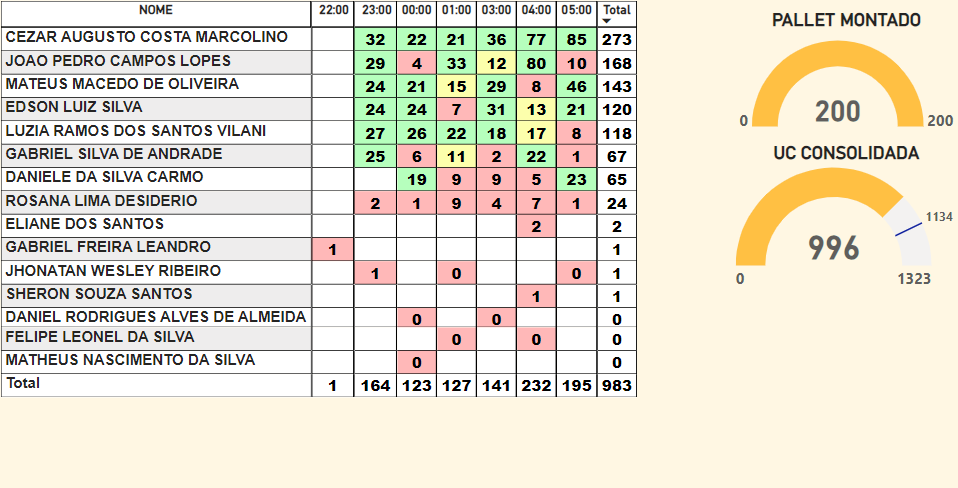 NOME 22:00 23:00 00:00 01:00 03:00 04:00 05:00 Total
CEZAR AUGUSTO COSTA MARCOLINO 32 22 21 36 77 85 273
JOAO PEDRO CAMPOS LOPES 29 4 33 12 80 10 168
MATEUS MACEDO DE OLIVEIRA 24 21 15 29 8 46 143
EDSON LUIZ SILVA 24 24 7 31 13 21 120
LUZIA RAMOS DOS SANTOS VILANI 27 26 22 18 17 8 118
GABRIEL SILVA DE ANDRADE 25 6 11 2 22 1 67
DANIELE DA SILVA CARMO 19 9 9 5 23 65
ROSANA LIMA DESIDERIO 2 1 9 4 7 1 24
ELIANE DOS SANTOS 2 2
GABRIEL FREIRA LEANDRO 1 1
JHONATAN WESLEY RIBEIRO 1 0 0 1
SHERON SOUZA SANTOS 1 1
DANIEL RODRIGUES ALVES DE ALMEIDA 0 0 0
FELIPE LEONEL DA SILVA 0 0 0
MATHEUS NASCIMENTO DA SILVA 0 0
Total 1 164 123 127 141 232 195 983
PALLET MONTADO
200
0 200
UC CONSOLIDADA
1134
996
0 1323